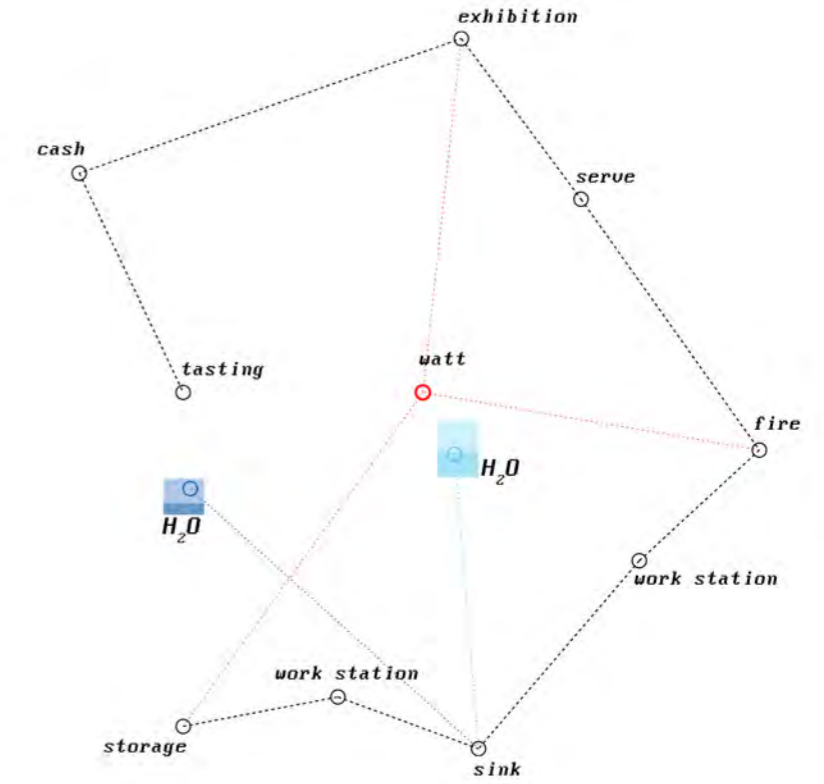 exhibition
cash
serve
watt
tasting
fire
H₂O
H₂O
work station
work station
storage
sink